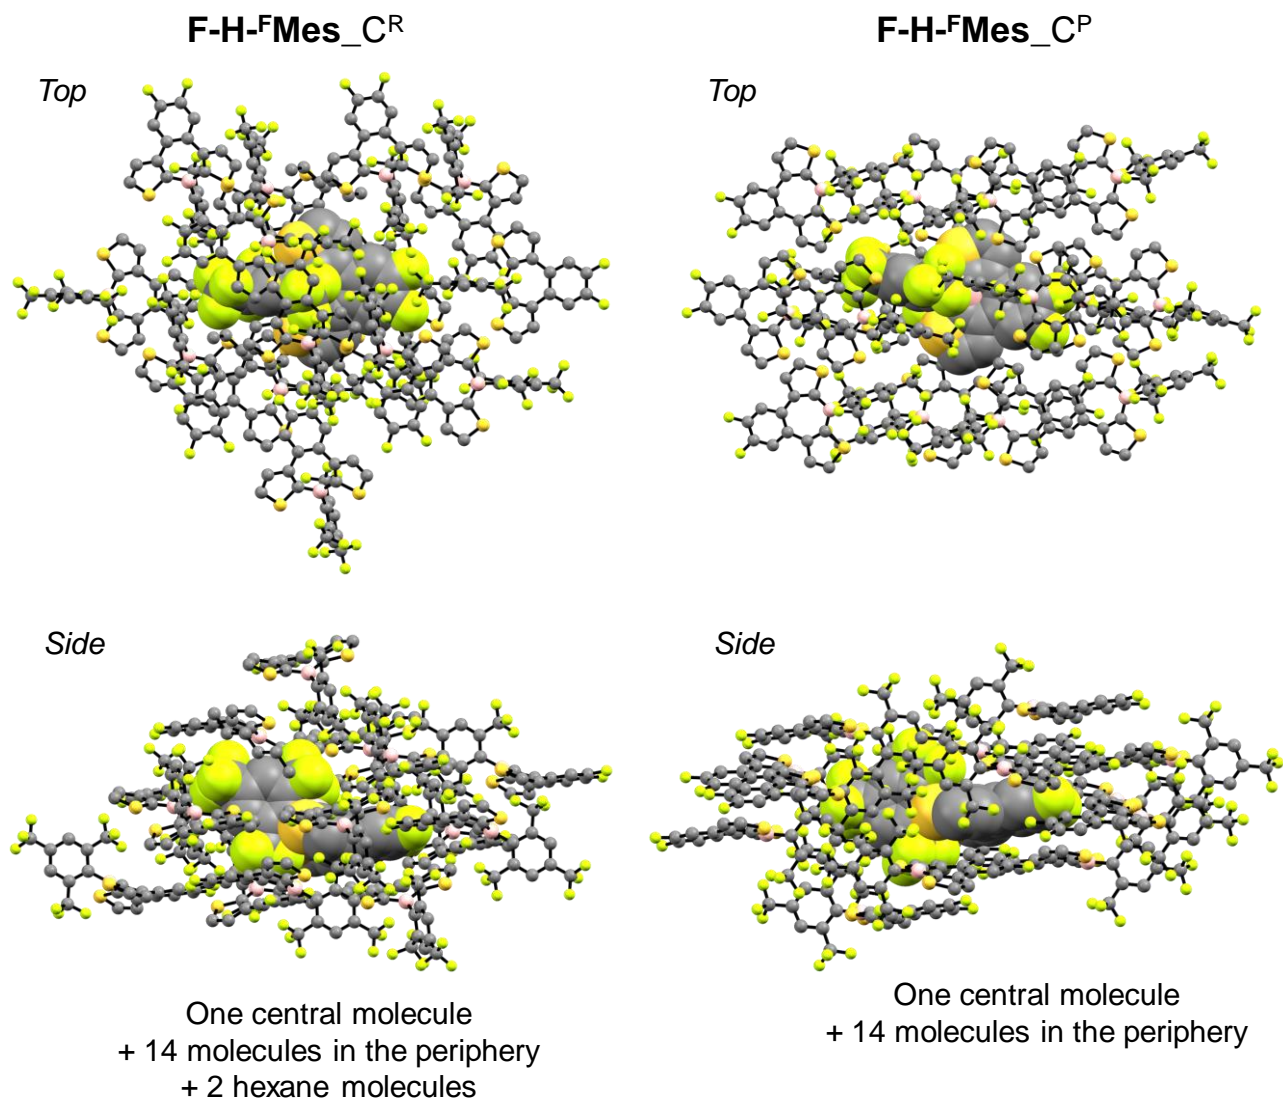 F-H-ᶠMes_Cᴿ
F-H-ᶠMes_Cᴾ
Top
Top
Side
Side
One central molecule
+ 14 molecules in the periphery
+ 2 hexane molecules
One central molecule
+ 14 molecules in the periphery